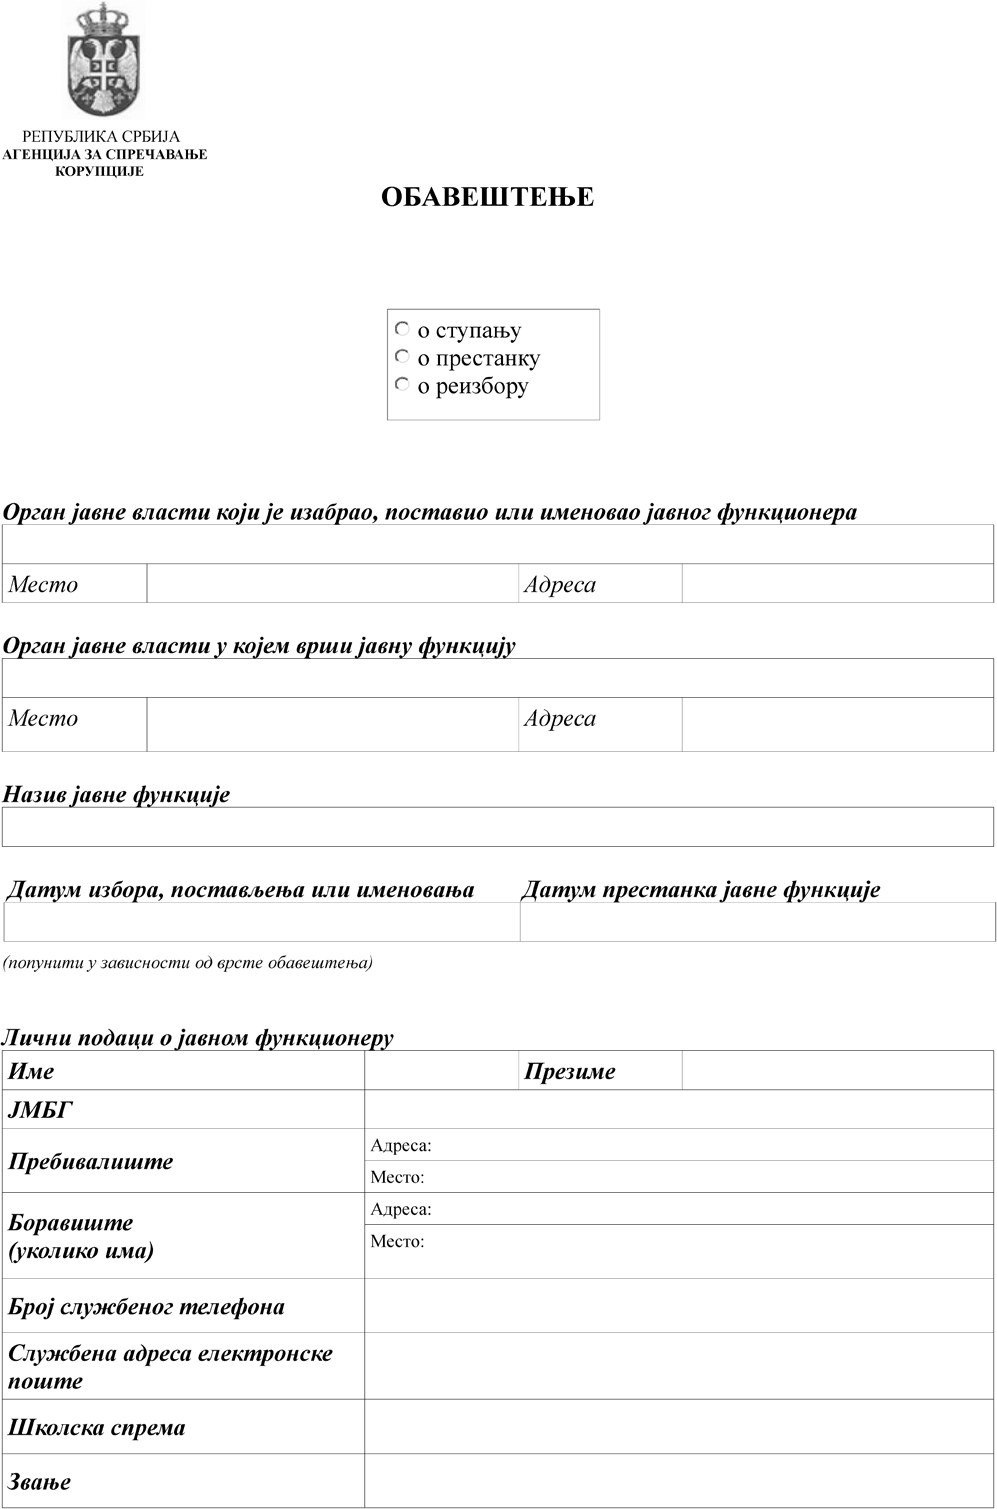 РЕПУБЛИКА СРБИЈА
АГЕНЦИЈА ЗА СПРЕЧАВАЊЕ
КОРУПЦИЈЕ
ОБАВЕШТЕЊЕ
о ступању
о престанку
о реизбору
Орган јавне власти који је изабрао, поставио или именовао јавног функционера
Место Адреса
Орган јавне власти у којем врши јавну функцију
Место Адреса
Назив јавне функције
Датум избора, постављења или именовања Датум престанка јавне функције
(попунити у зависности од врсте обавештења)
Лични подаци о јавном функционеру
Име Презиме
ЈМБГ
Пребивалиште
Адреса:
Место:
Боравиште
(уколико има)
Адреса:
Место:
Број службеног телефона
Службена адреса електронске
поште
Школска спрема
Звање